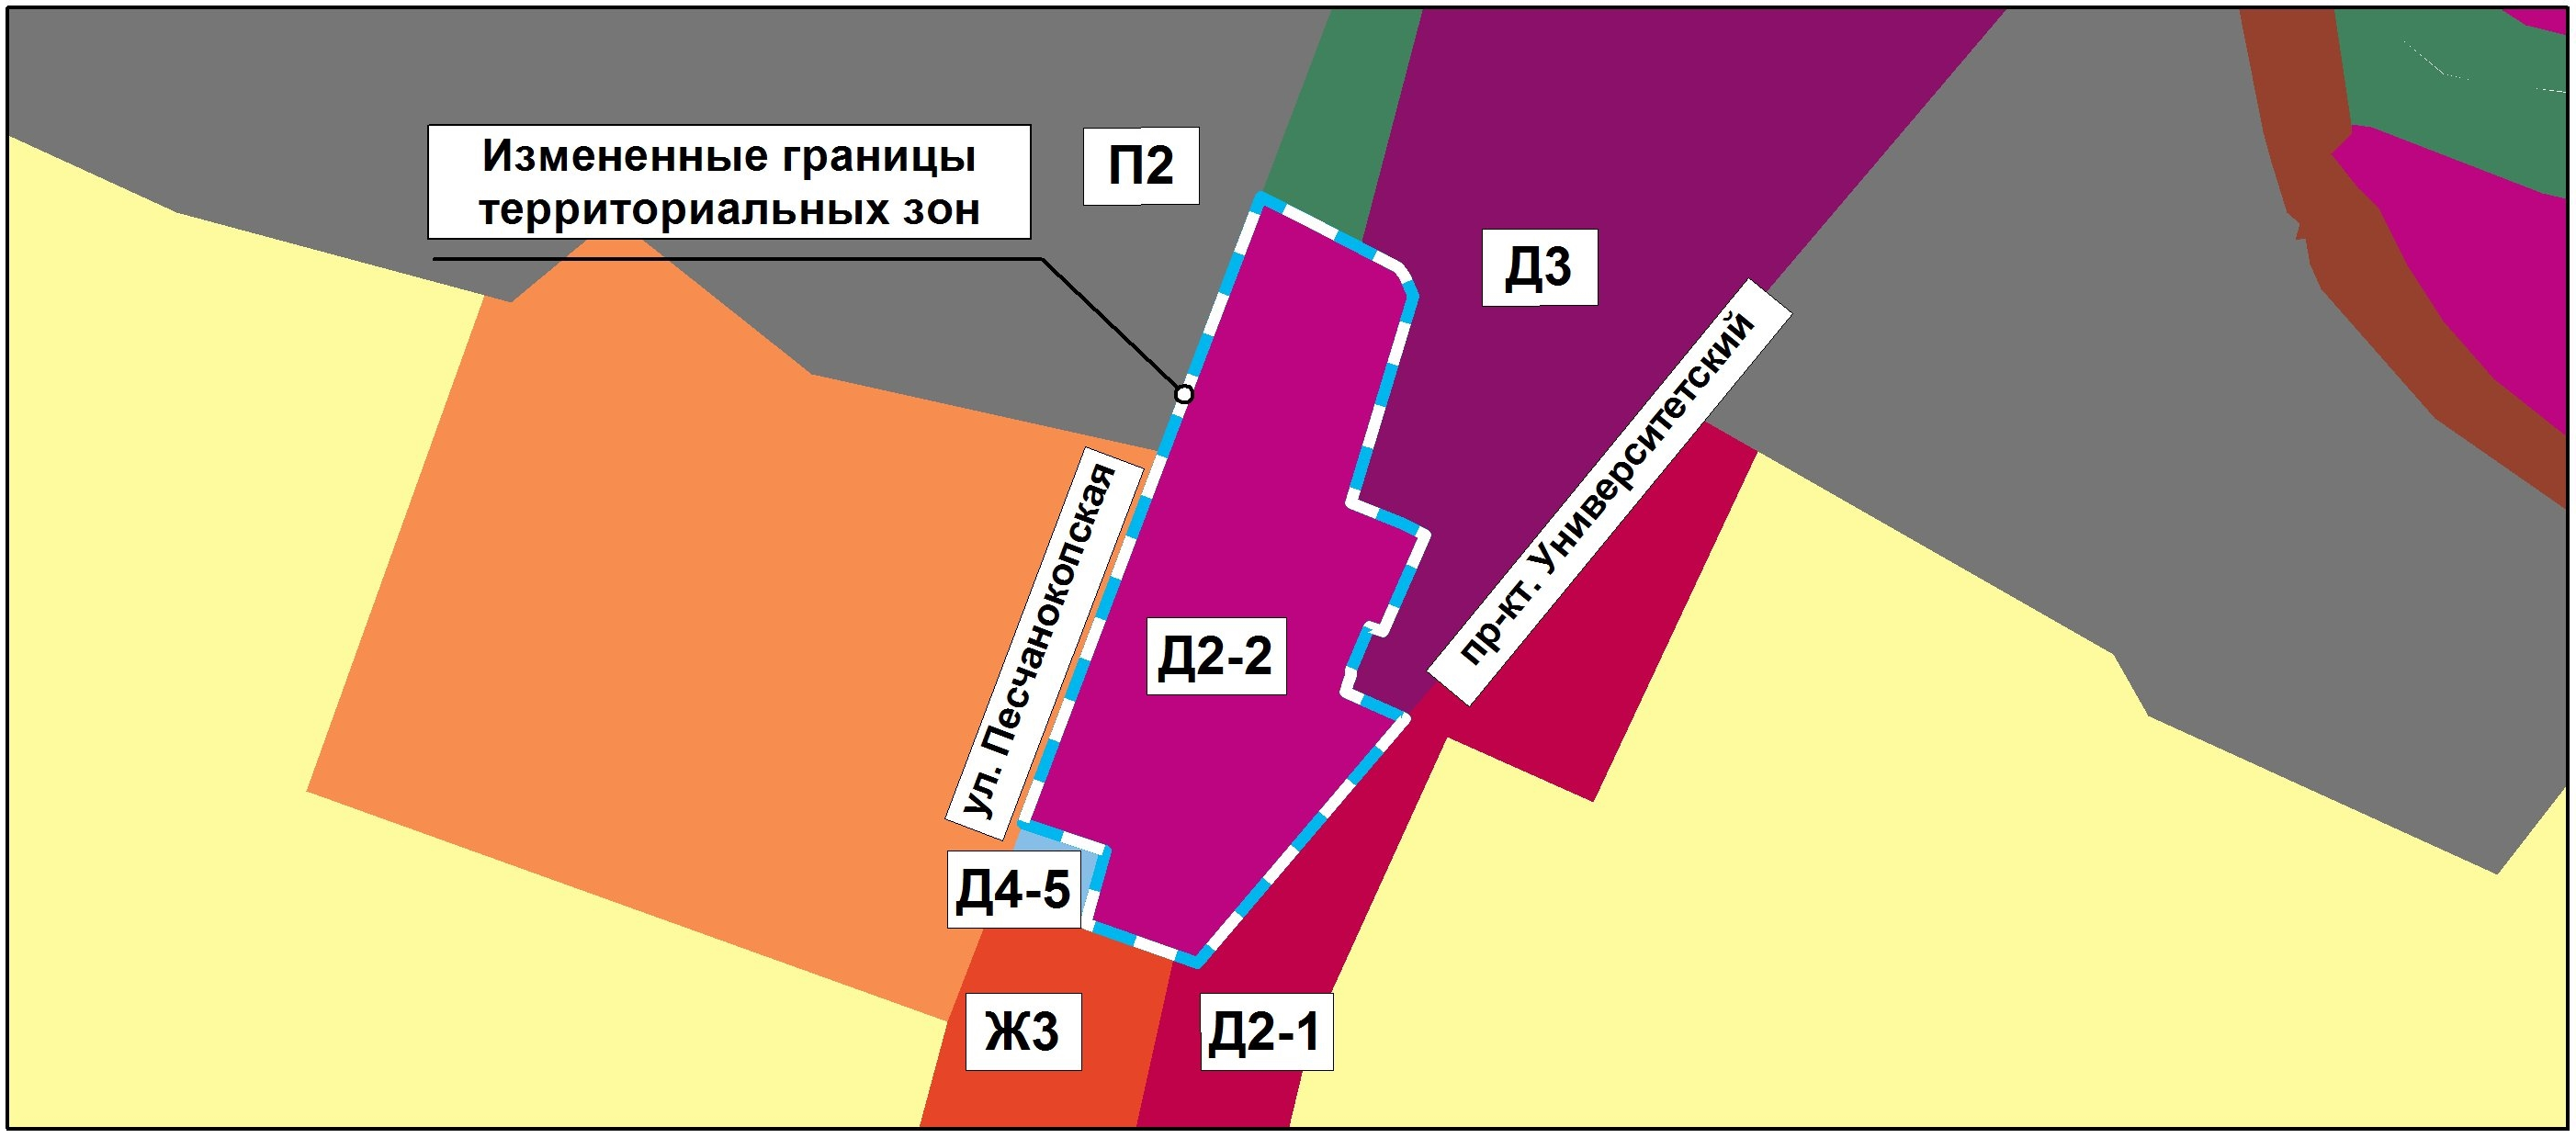 Измененные границы
территориальных зон
П2
Д3
пр-кт. Университетский
ул. Песчанокопская
Д2-2
Д4-5
Ж3
Д2-1